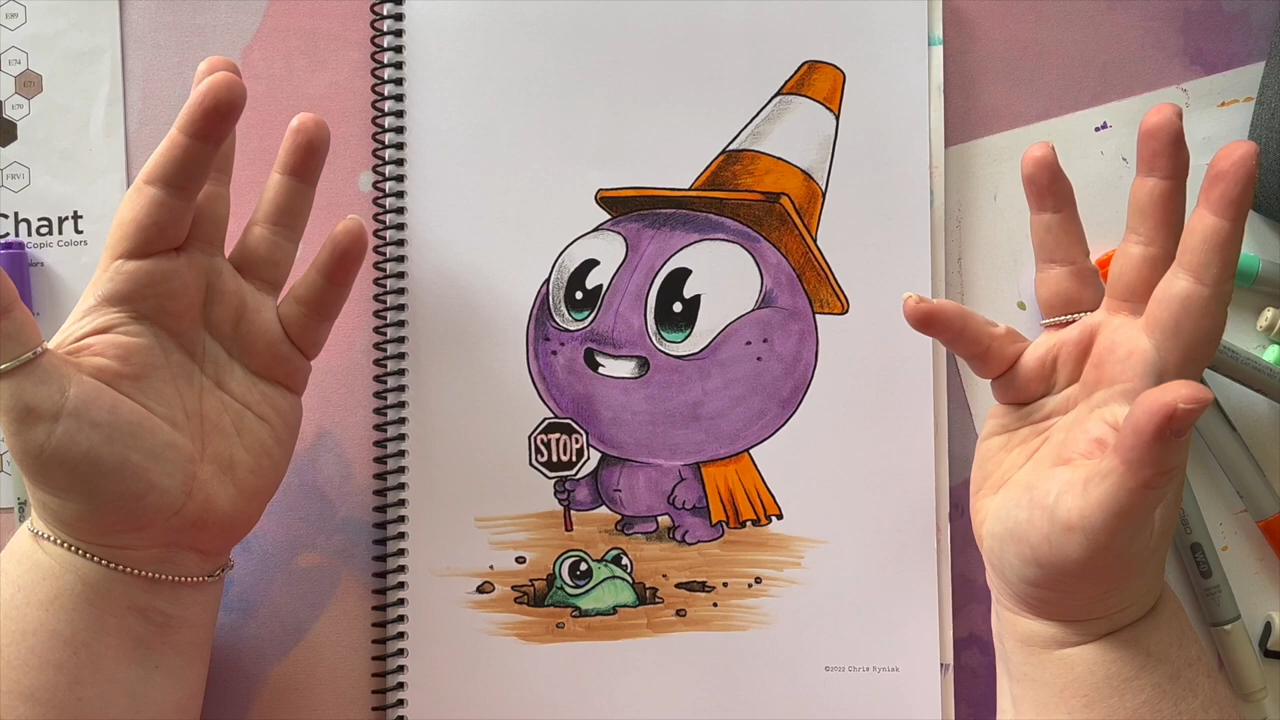 E89
E74
E71
E70
FRV1
Chart
Copic Colors
STOP
©2022 Chris Ryniak